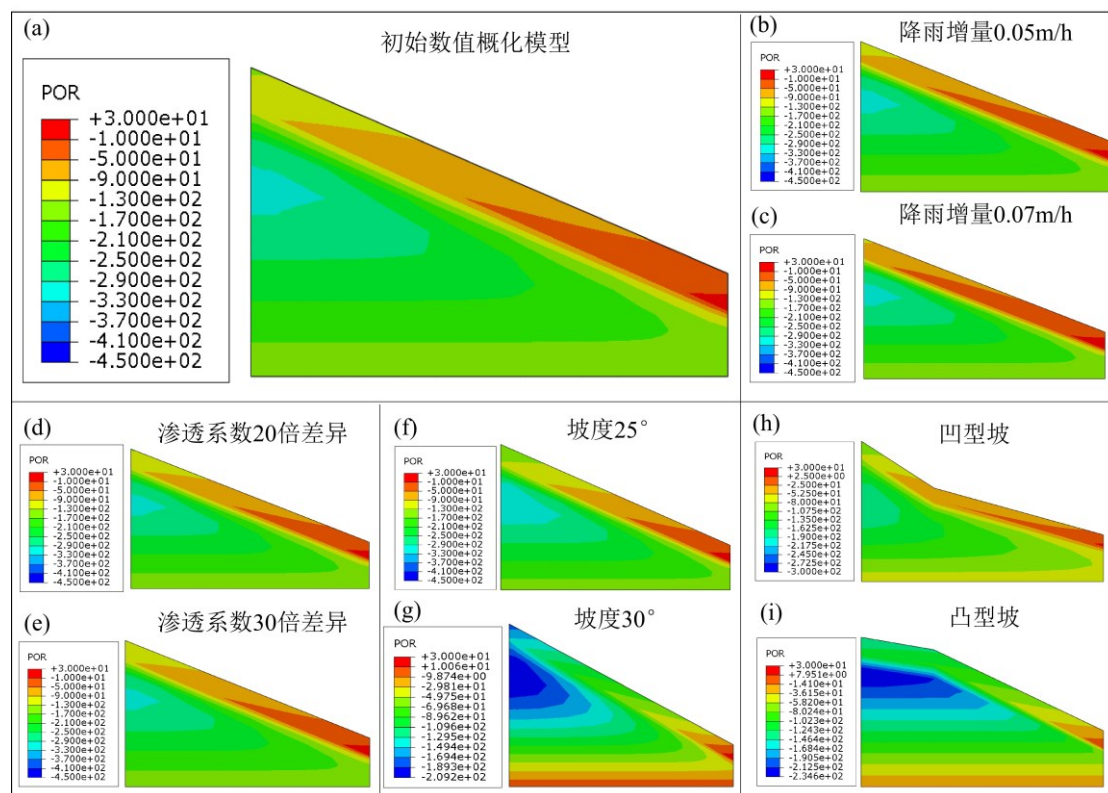 (a)
初始数值概化模型
POR
+3.000e+01
-1.000e+01
-5.000e+01
-9.000e+01
-1.300e+02
-1.700e+02
-2.100e+02
-2.500e+02
-2.900e+02
-3.300e+02
-3.700e+02
-4.100e+02
-4.500e+02
(b)
降雨增量0.05m/h
POR
+3.000e+01
-1.000e+01
-5.000e+01
-9.000e+01
-1.300e+02
-1.700e+02
-2.100e+02
-2.500e+02
-2.900e+02
-3.300e+02
-3.700e+02
-4.100e+02
-4.500e+02
(c)
降雨增量0.07m/h
POR
+3.000e+01
-1.000e+01
-5.000e+01
-9.000e+01
-1.300e+02
-1.700e+02
-2.100e+02
-2.500e+02
-2.900e+02
-3.300e+02
-3.700e+02
-4.100e+02
-4.500e+02
(d)
渗透系数20倍差异
POR
+3.000e+01
-1.000e+01
-5.000e+01
-9.000e+01
-1.300e+02
-1.700e+02
-2.100e+02
-2.500e+02
-2.900e+02
-3.300e+02
-3.700e+02
-4.100e+02
-4.500e+02
(e)
渗透系数30倍差异
POR
+3.000e+01
-1.000e+01
-5.000e+01
-9.000e+01
-1.300e+02
-1.700e+02
-2.100e+02
-2.500e+02
-2.900e+02
-3.300e+02
-3.700e+02
-4.100e+02
-4.500e+02
(f)
坡度25°
POR
+3.000e+01
-1.000e+01
-5.000e+01
-9.000e+01
-1.300e+02
-1.700e+02
-2.100e+02
-2.500e+02
-2.900e+02
-3.300e+02
-3.700e+02
-4.100e+02
-4.500e+02
(g)
坡度30°
POR
+3.000e+01
+1.006e+01
-9.874e+00
-2.981e+01
-4.975e+01
-6.968e+01
-8.962e+01
-1.096e+02
-1.295e+02
-1.494e+02
-1.694e+02
-1.893e+02
-2.092e+02
(h)
凹型坡
POR
+3.000e+01
+2.500e+00
-2.500e+01
-5.250e+01
-8.000e+01
-1.075e+02
-1.350e+02
-1.625e+02
-1.900e+02
-2.175e+02
-2.450e+02
-2.725e+02
-3.000e+02
(i)
凸型坡
POR
+3.000e+01
+7.951e+00
-1.410e+01
-3.615e+01
-5.820e+01
-8.024e+01
-1.023e+02
-1.243e+02
-1.464e+02
-1.684e+02
-1.905e+02
-2.125e+02
-2.346e+02